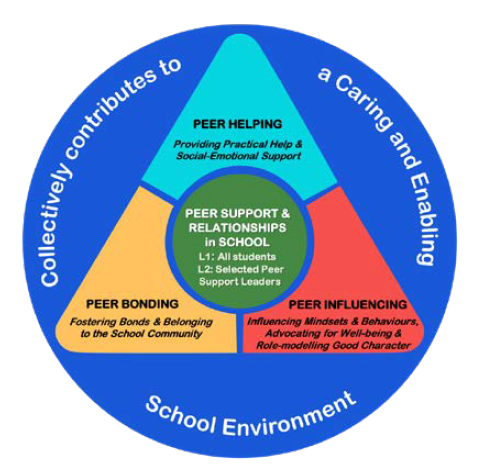 Collectively contributes to
a Caring and Enabling
School Environment
PEER HELPING
Providing Practical Help &
Social-Emotional Support
PEER SUPPORT &
RELATIONSHIPS
in SCHOOL
L1: All students
L2: Selected Peer
Support Leaders
PEER BONDING
Fostering Bonds & Belonging
to the School Community
PEER INFLUENCING
Influencing Mindsets & Behaviours,
Advocating for Well-being &
Role-modelling Good Character